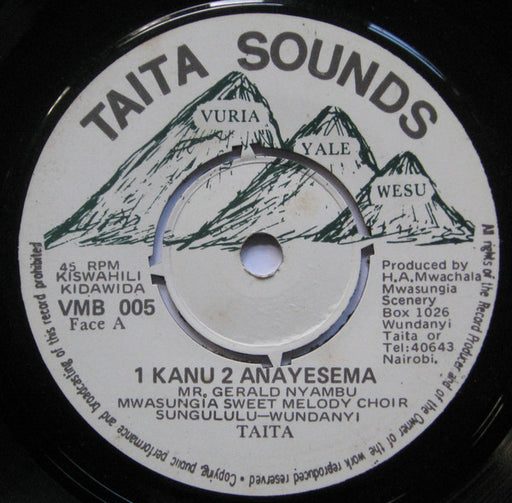 TAITA SOUNDS
VURIA
YALE
WESU
45 RPM
KISWAHILI
KIDAWIDA
VMB 005
Face A
Produced by
H.A. Mwachala
Mwasungia
Scenery
Box 1026
Wundanyi
Taita or
Tel: 40643
Nairobi.
1 KANU 2 ANAYESEMA
MR. GERALD NYAMBU
MWASUNGIA SWEET MELODY CHOIR
SUNGULULU-WUNDANYI
TAITA
All rights of the Record Producer and of the Owner of the work reproduced reserved • Copying public performance and broadcasting of this record prohibited